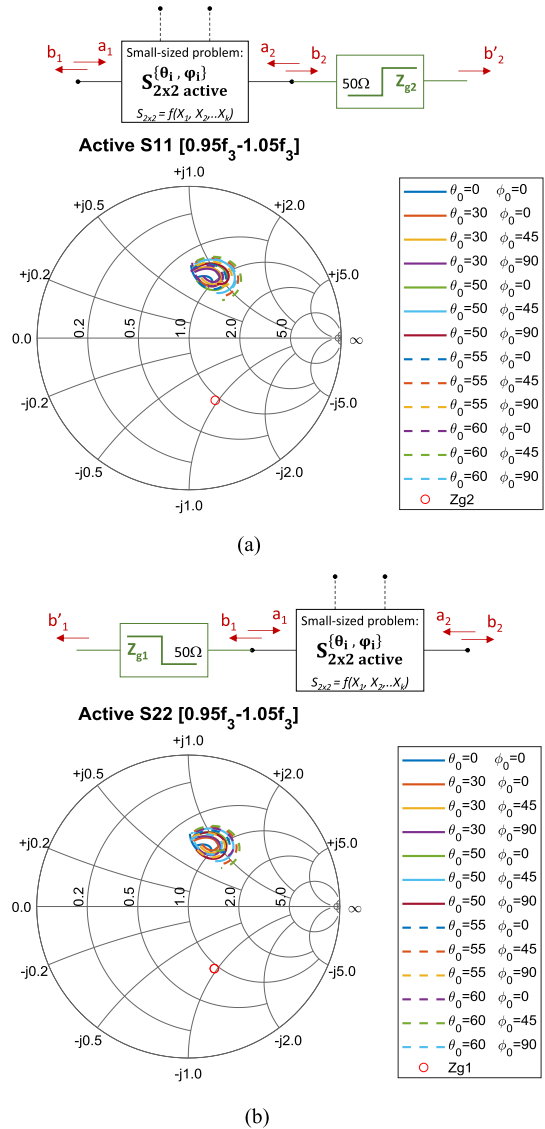 b1 a1 Small-sized problem: a2 b2 b'2
S{θi , φi}
2x2 active
S2x2 = f(X1, X2,..Xk)
50Ω Zg2
Active S11 [0.95f3-1.05f3]
+j1.0
+j0.5 +j2.0
+j0.2 +j5.0
0.0 0.2 0.5 1.0 2.0 5.0 ∞
-j0.2 -j5.0
-j0.5 -j2.0
-j1.0
θ0=0 ϕ0=0
θ0=30 ϕ0=0
θ0=30 ϕ0=45
θ0=30 ϕ0=90
θ0=50 ϕ0=0
θ0=50 ϕ0=45
θ0=50 ϕ0=90
θ0=55 ϕ0=0
θ0=55 ϕ0=45
θ0=55 ϕ0=90
θ0=60 ϕ0=0
θ0=60 ϕ0=45
θ0=60 ϕ0=90
Zg2
(a)
b'1 b1 a1 Small-sized problem: a2 b2
Zg1 50Ω
S{θi , φi}
2x2 active
S2x2 = f(X1, X2,..Xk)
Active S22 [0.95f3-1.05f3]
+j1.0
+j0.5 +j2.0
+j0.2 +j5.0
0.0 0.2 0.5 1.0 2.0 5.0 ∞
-j0.2 -j5.0
-j0.5 -j2.0
-j1.0
θ0=0 ϕ0=0
θ0=30 ϕ0=0
θ0=30 ϕ0=45
θ0=30 ϕ0=90
θ0=50 ϕ0=0
θ0=50 ϕ0=45
θ0=50 ϕ0=90
θ0=55 ϕ0=0
θ0=55 ϕ0=45
θ0=55 ϕ0=90
θ0=60 ϕ0=0
θ0=60 ϕ0=45
θ0=60 ϕ0=90
Zg1
(b)